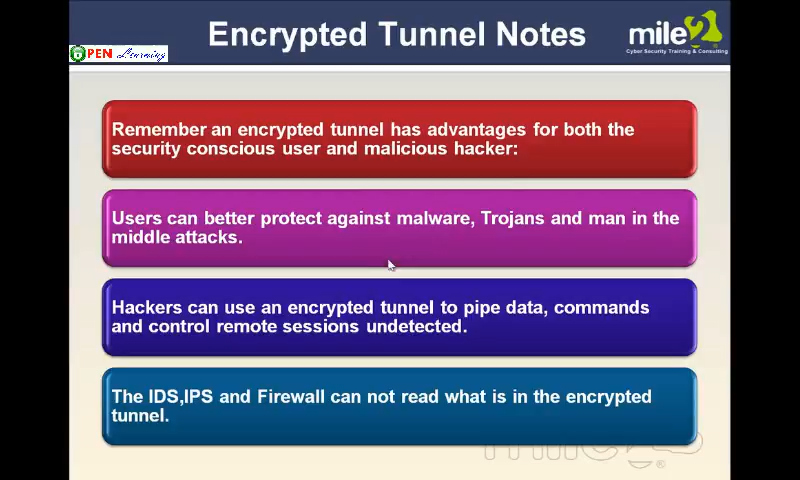 Encrypted Tunnel Notes
PEN Learning
mile2
Cyber Security Training & Consulting
Remember an encrypted tunnel has advantages for both the
security conscious user and malicious hacker:
Users can better protect against malware, Trojans and man in the
middle attacks.
Hackers can use an encrypted tunnel to pipe data, commands
and control remote sessions undetected.
The IDS,IPS and Firewall can not read what is in the encrypted
tunnel.